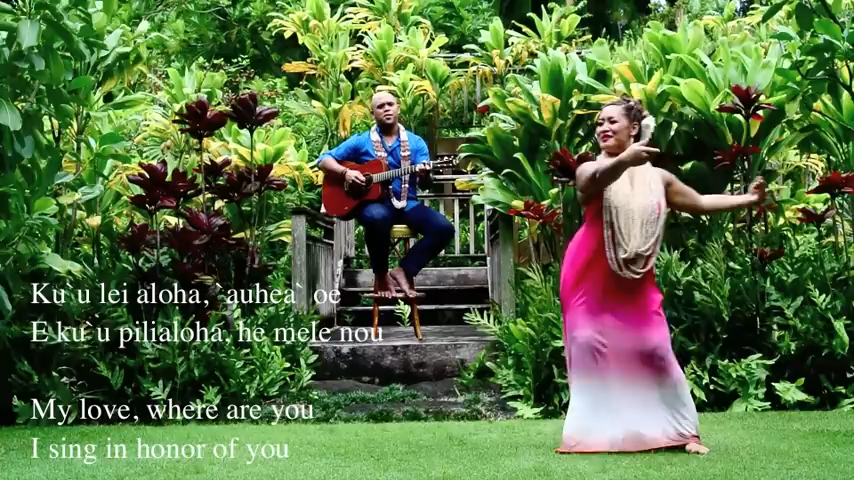 Ku`u lei aloha, `auhea` oe
E ku`u pilialoha, he mele nou
My love, where are you
I sing in honor of you